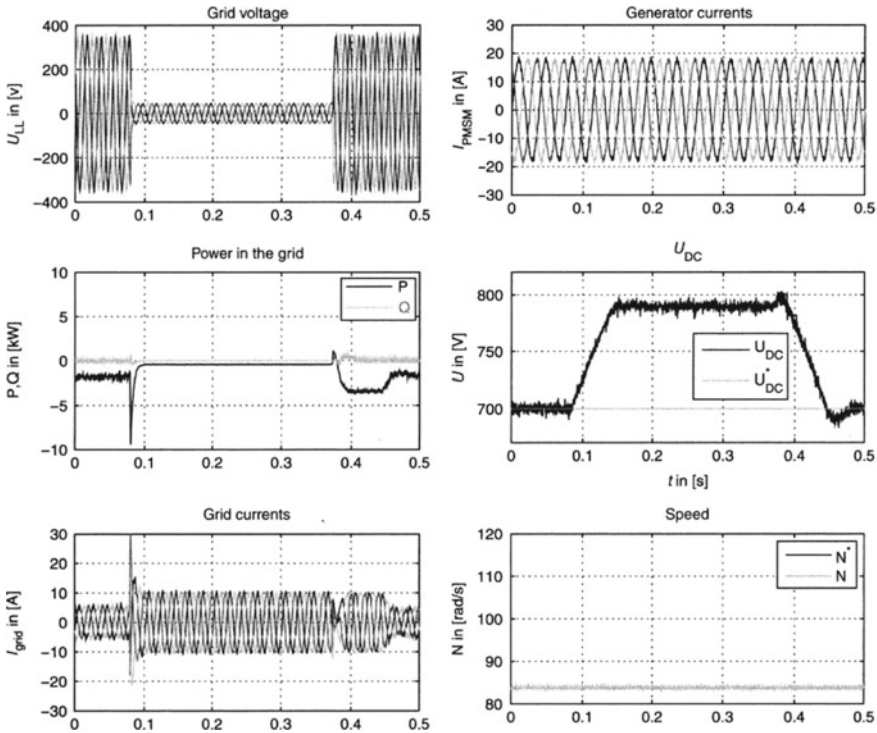 Grid voltage
U_LL in [v]
400
200
0
−200
−400
0 0.1 0.2 0.3 0.4 0.5
Generator currents
I_PMSM in [A]
30
20
10
0
−10
−20
−30
0 0.1 0.2 0.3 0.4 0.5
Power in the grid
P,Q in [kW]
10
5
0
−5
−10
P
Q
0 0.1 0.2 0.3 0.4 0.5
U_DC
U in [V]
800
750
700
U_DC
U*_DC
0 0.1 0.2 0.3 0.4 0.5
t in [s]
Grid currents
I_grid in [A]
30
20
10
0
−10
−20
−30
0 0.1 0.2 0.3 0.4 0.5
Speed
N in [rad/s]
120
110
100
90
80
N*
N
0 0.1 0.2 0.3 0.4 0.5